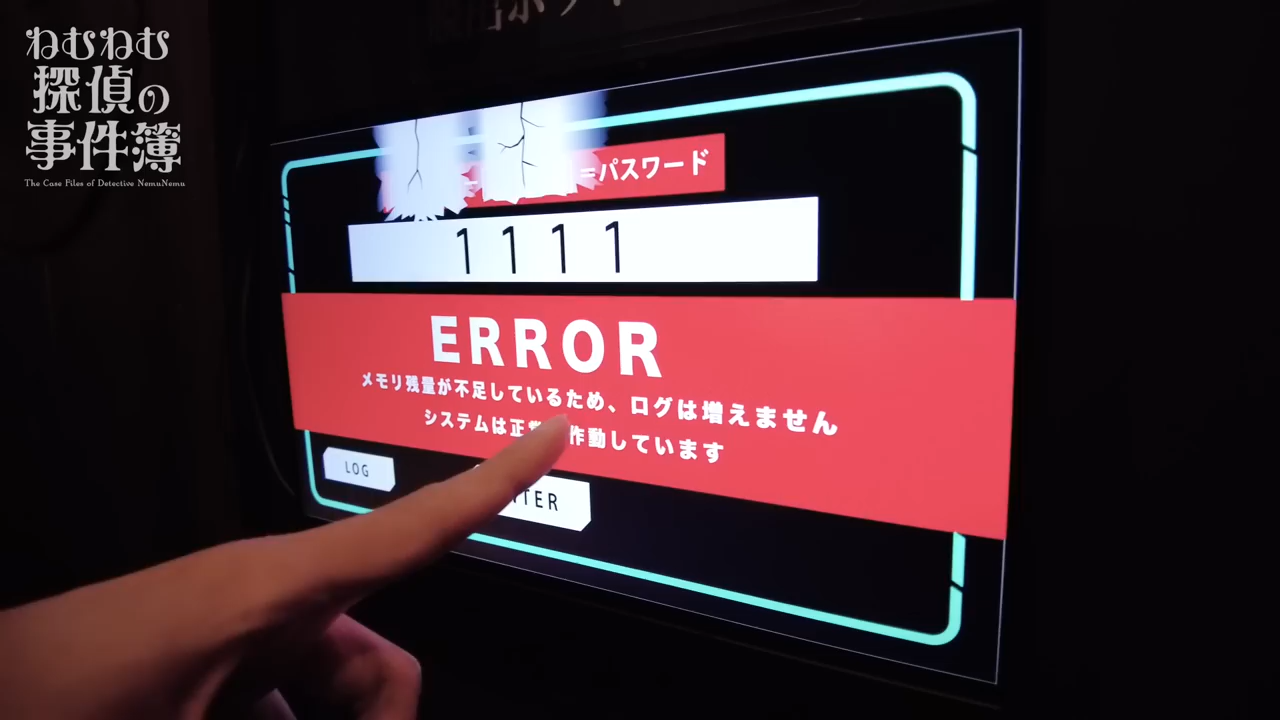 ねむねむ
探偵の
事件簿
The Case Files of Detective NemuNemu
=パスワード
1111
ERROR
メモリ残量が不足しているため、ログは増えません
システムは正常 作動しています
LOG
TER